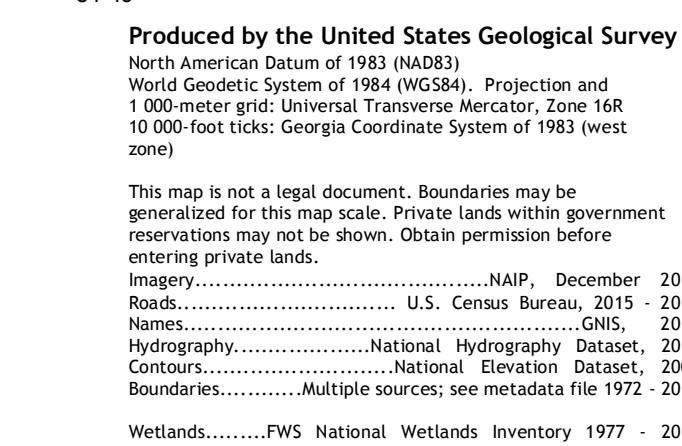 Produced by the United States Geological Survey
North American Datum of 1983 (NAD83)
World Geodetic System of 1984 (WGS84). Projection and
1 000-meter grid: Universal Transverse Mercator, Zone 16R
10 000-foot ticks: Georgia Coordinate System of 1983 (west
zone)
This map is not a legal document. Boundaries may be
generalized for this map scale. Private lands within government
reservations may not be shown. Obtain permission before
entering private lands.
Imagery...........................................NAIP, December 20
Roads................................ U.S. Census Bureau, 2015 - 20
Names..........................................................GNIS, 20
Hydrography....................National Hydrography Dataset, 20
Contours............................National Elevation Dataset, 20
Boundaries............Multiple sources; see metadata file 1972 - 20
Wetlands.........FWS National Wetlands Inventory 1977 - 20